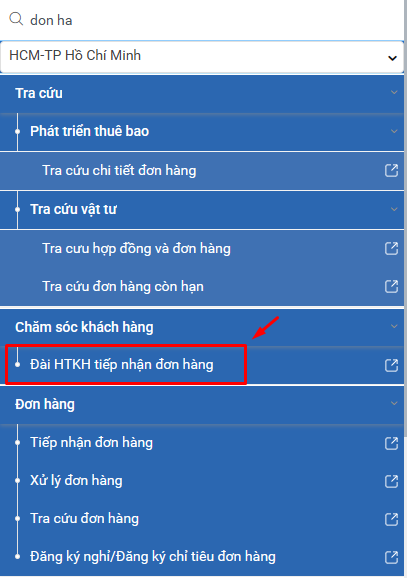 don ha
HCM-TP Hồ Chí Minh
Tra cứu
Phát triển thuê bao
Tra cứu chi tiết đơn hàng
Tra cứu vật tư
Tra cưu hợp đồng và đơn hàng
Tra cứu đơn hàng còn hạn
Chăm sóc khách hàng
Đài HTKH tiếp nhận đơn hàng
Đơn hàng
Tiếp nhận đơn hàng
Xử lý đơn hàng
Tra cứu đơn hàng
Đăng ký nghỉ/Đăng ký chỉ tiêu đơn hàng